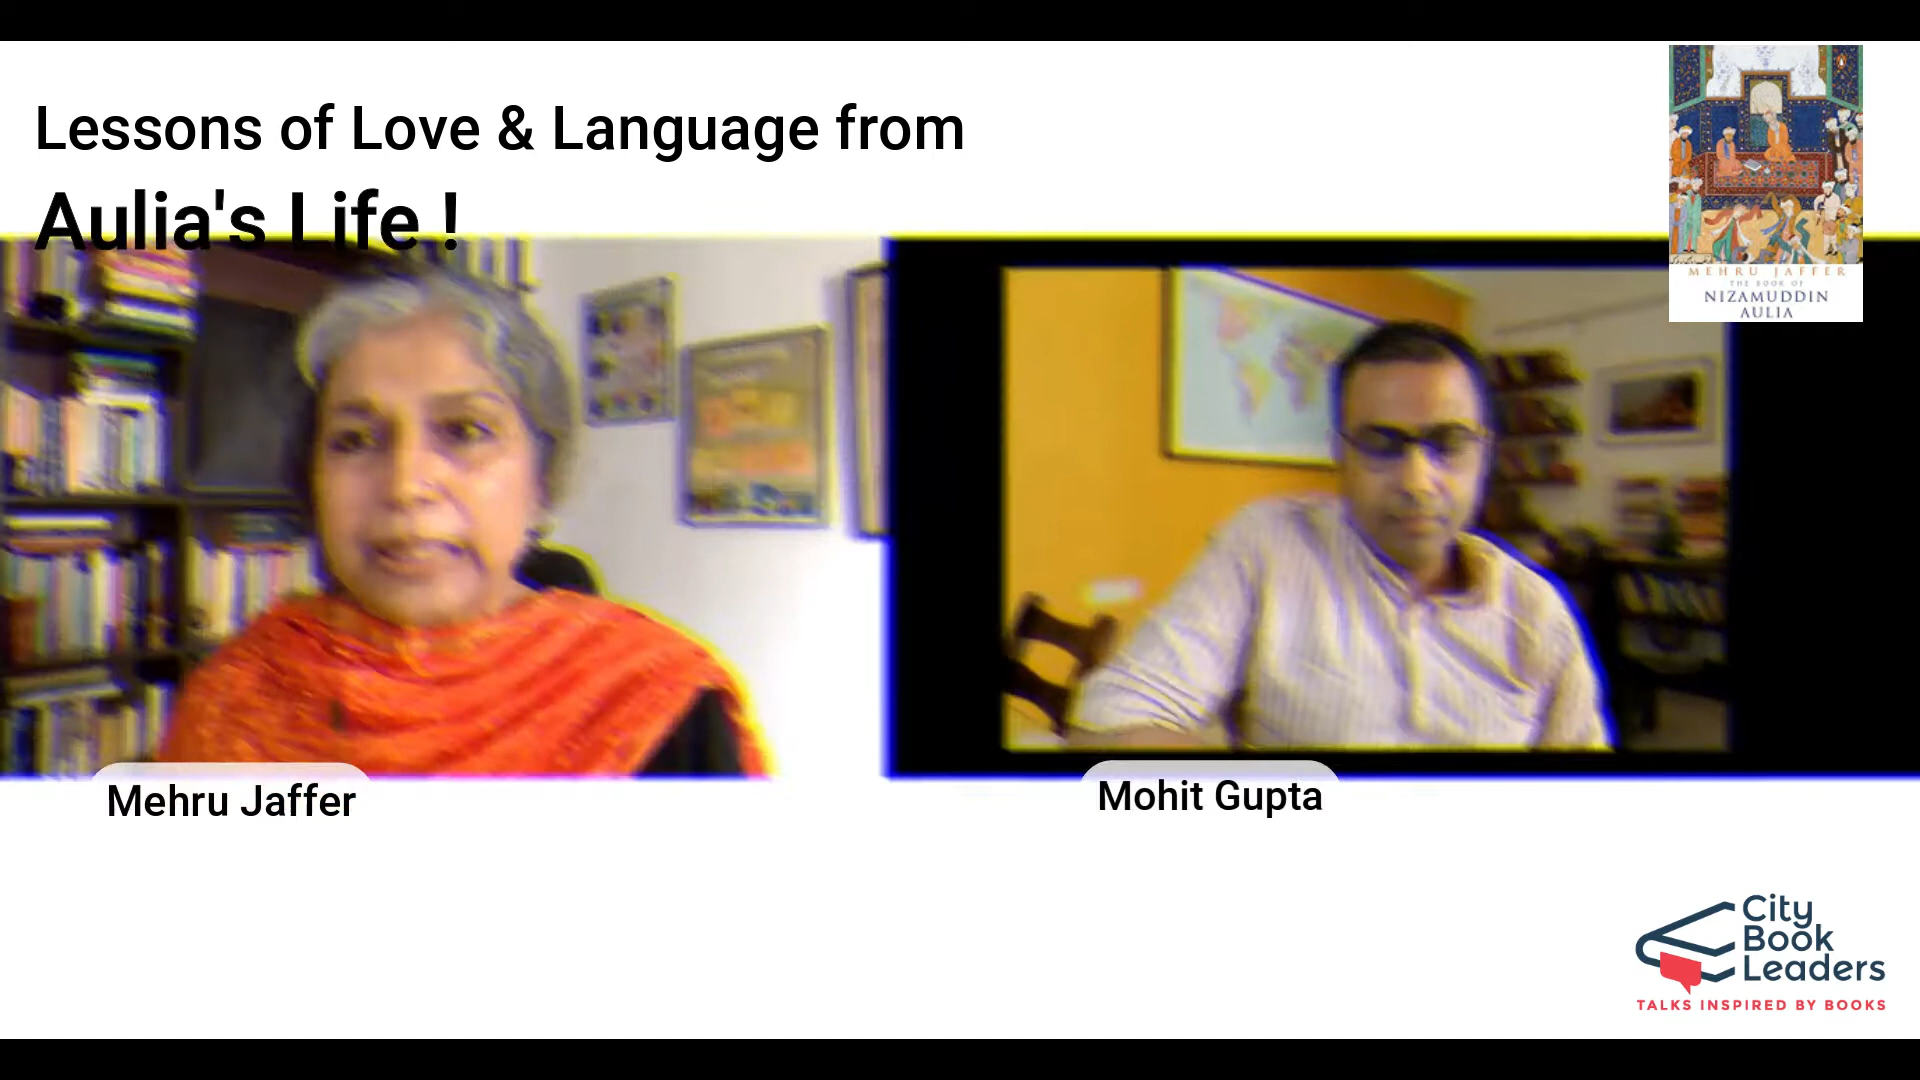 Lessons of Love & Language from
Aulia's Life !
MEHRU JAFFER
THE BOOK OF
NIZAMUDDIN
AULIA
Mehru Jaffer
Mohit Gupta
City
Book
Leaders
TALKS INSPIRED BY BOOKS